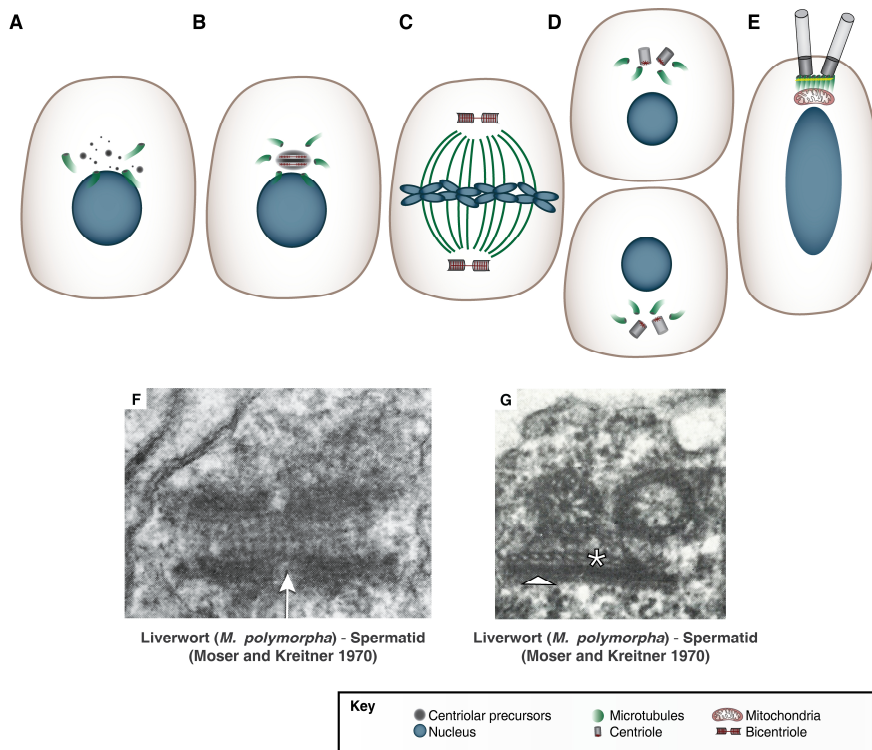 A
B
C
D
E
F
G
Liverwort (M. polymorpha) - Spermatid
(Moser and Kreitner 1970)
Liverwort (M. polymorpha) - Spermatid
(Moser and Kreitner 1970)
Key
Centriolar precursors
Microtubules
Mitochondria
Nucleus
Centriole
Bicentriole